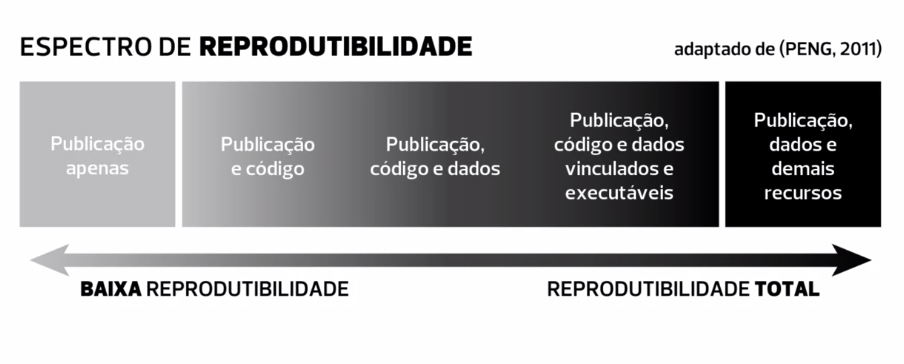 ESPECTRO DE REPRODUTIBILIDADE
adaptado de (PENG, 2011)
Publicação
apenas
Publicação
e código
Publicação,
código e dados
Publicação,
código e dados
vinculados e
executáveis
Publicação,
dados e
demais
recursos
BAIXA REPRODUTIBILIDADE
REPRODUTIBILIDADE TOTAL